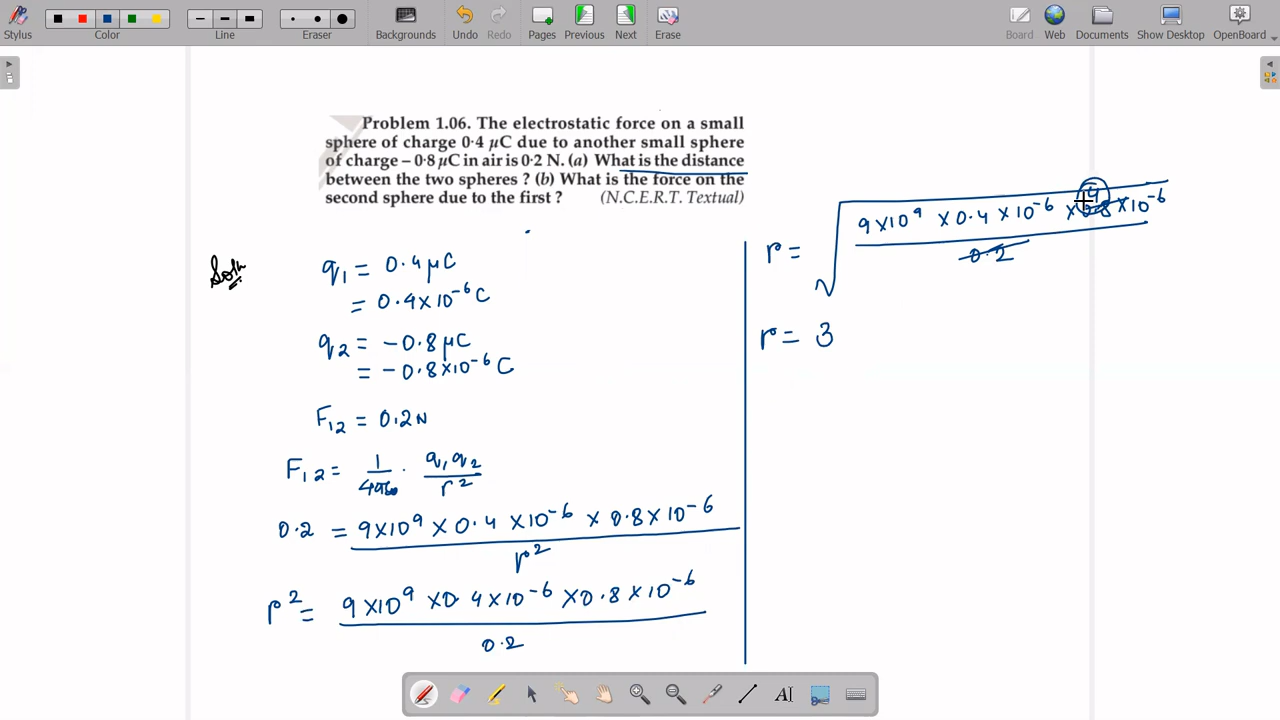 Stylus Color Line Eraser Backgrounds Undo Redo Pages Previous Next Erase Board Web Documents Show Desktop OpenBoard
Problem 1.06. The electrostatic force on a small
sphere of charge 0·4 μC due to another small sphere
of charge – 0·8 μC in air is 0·2 N. (a) What is the distance
between the two spheres ? (b) What is the force on the
second sphere due to the first ? (N.C.E.R.T. Textual)
Soln
q1 = 0.4 μC
= 0.4×10^-6 C
q2 = -0.8 μC
= -0.8×10^-6 C
F12 = 0.2 N
F12 = 1/4πε0 · q1 q2/r^2
0.2 = 9×10^9 × 0.4 × 10^-6 × 0.8 × 10^-6
r^2
r^2 = 9×10^9 × 0.4×10^-6 × 0.8×10^-6
0.2
4
r = √ 9×10^9 × 0.4 × 10^-6 × 0.8 × 10^-6
0.2
r = 3